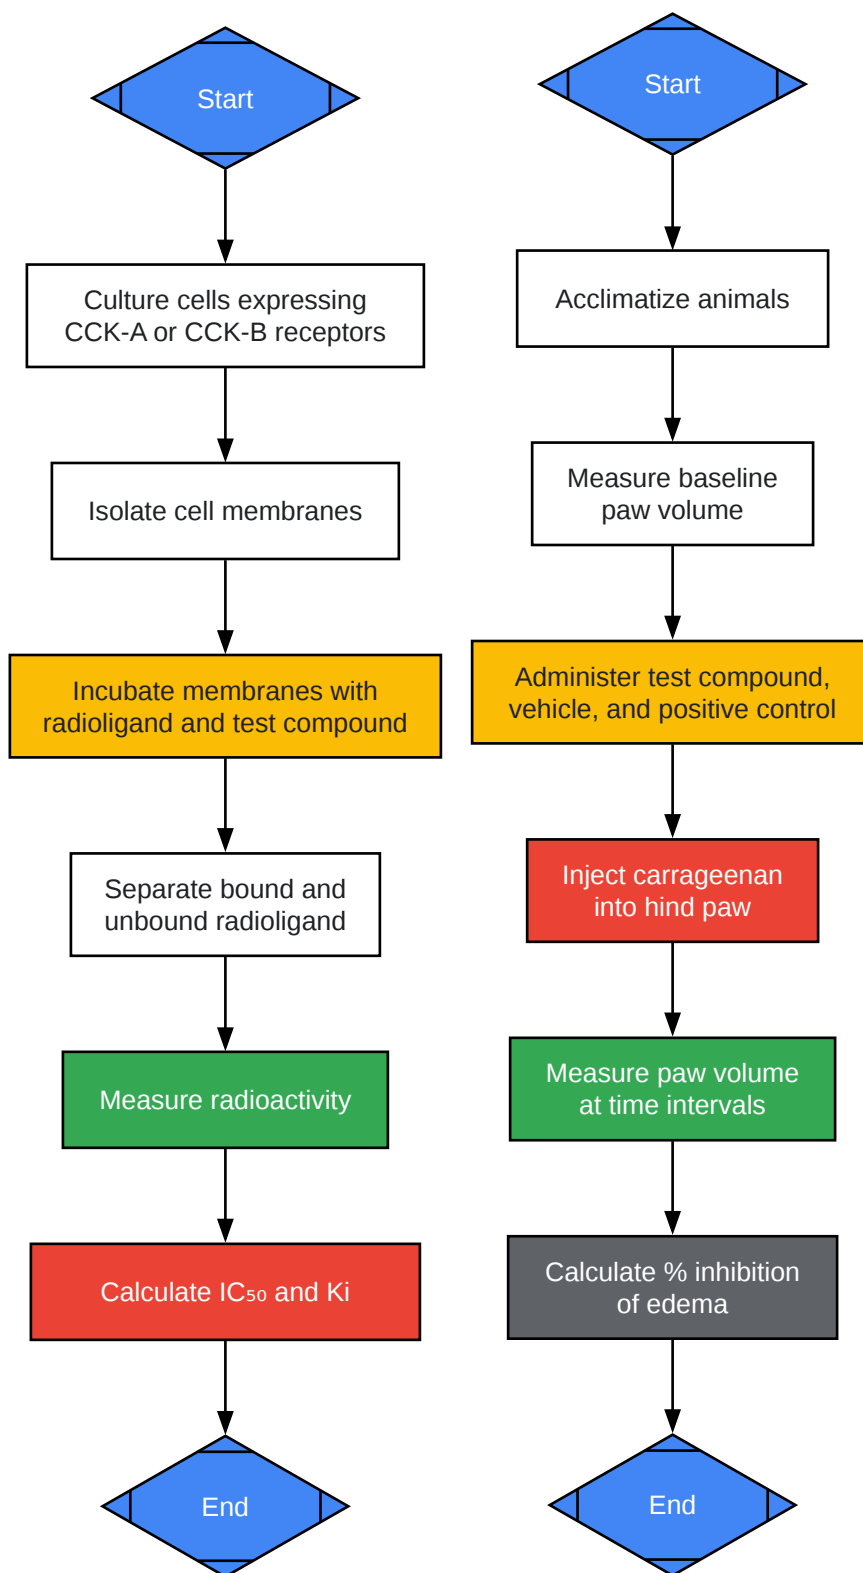 Start
Culture cells expressing
CCK-A or CCK-B receptors
Isolate cell membranes
Incubate membranes with
radioligand and test compound
Separate bound and
unbound radioligand
Measure radioactivity
Calculate IC₅₀ and Ki
End
Start
Acclimatize animals
Measure baseline
paw volume
Administer test compound,
vehicle, and positive control
Inject carrageenan
into hind paw
Measure paw volume
at time intervals
Calculate % inhibition
of edema
End